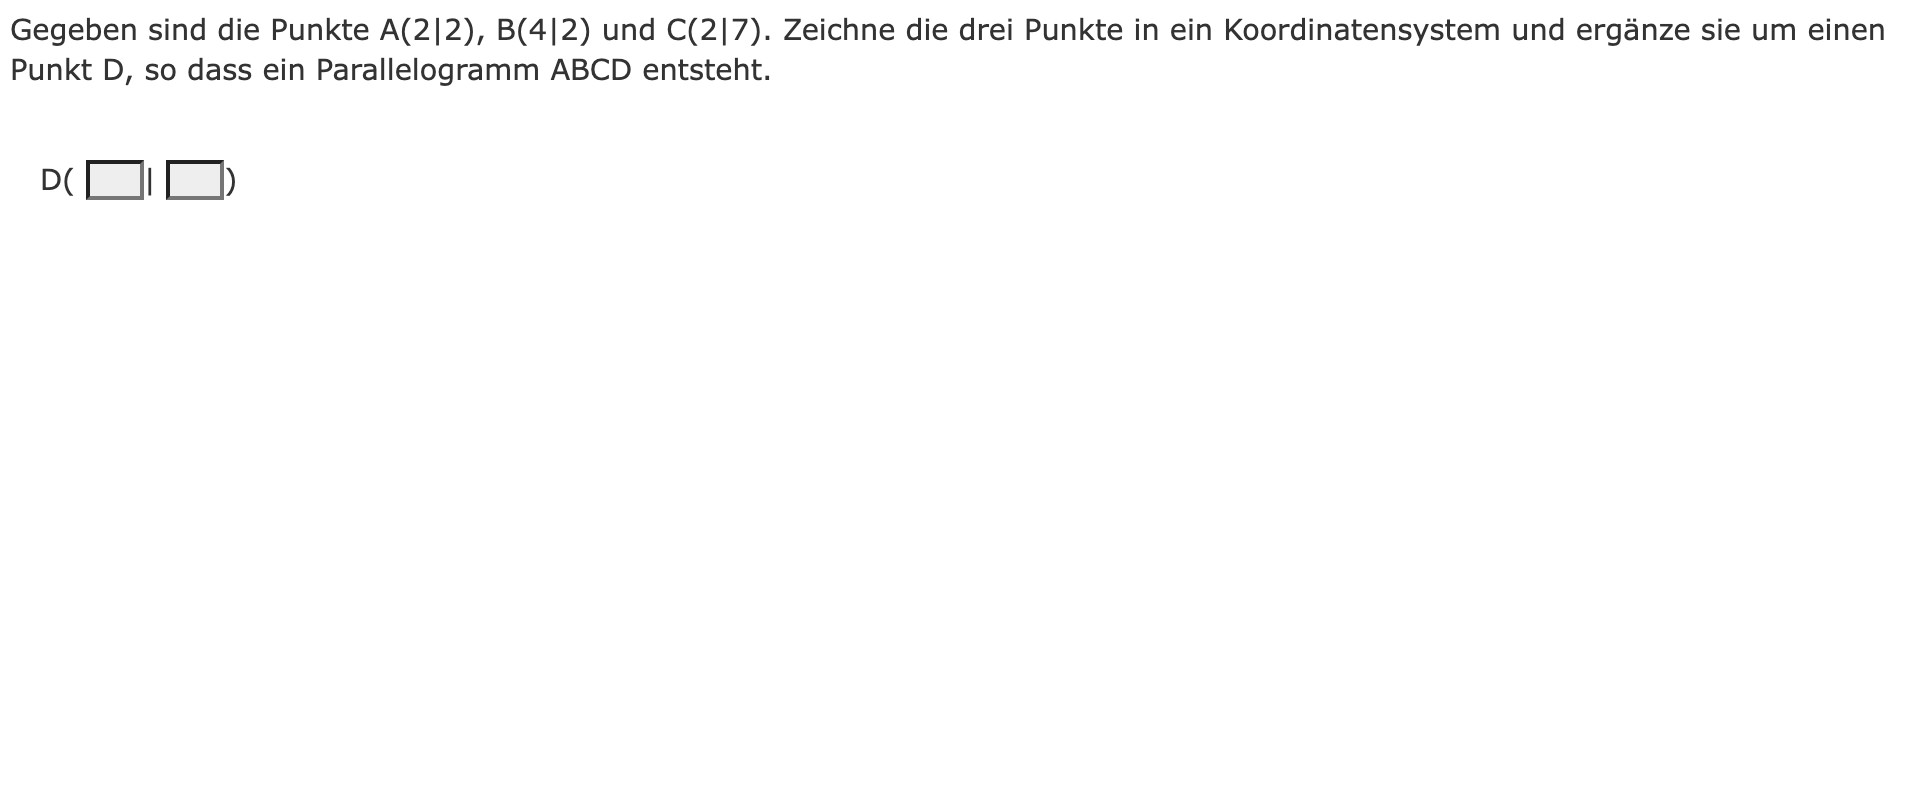 Gegeben sind die Punkte A(2|2), B(4|2) und C(2|7). Zeichne die drei Punkte in ein Koordinatensystem und ergänze sie um einen
Punkt D, so dass ein Parallelogramm ABCD entsteht.
D( | )